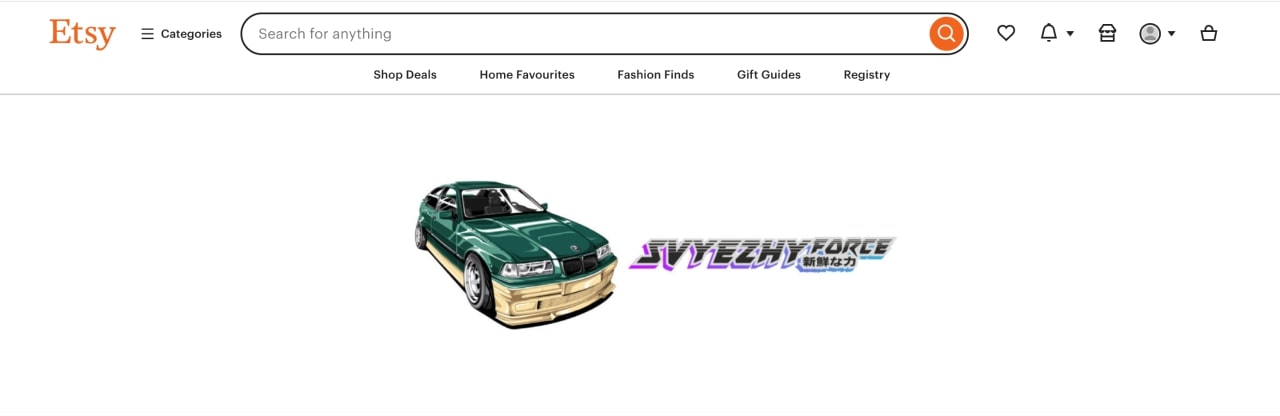 Etsy
Categories
Search for anything
Shop Deals
Home Favourites
Fashion Finds
Gift Guides
Registry
SVYEZHY FORCE
新鮮な力